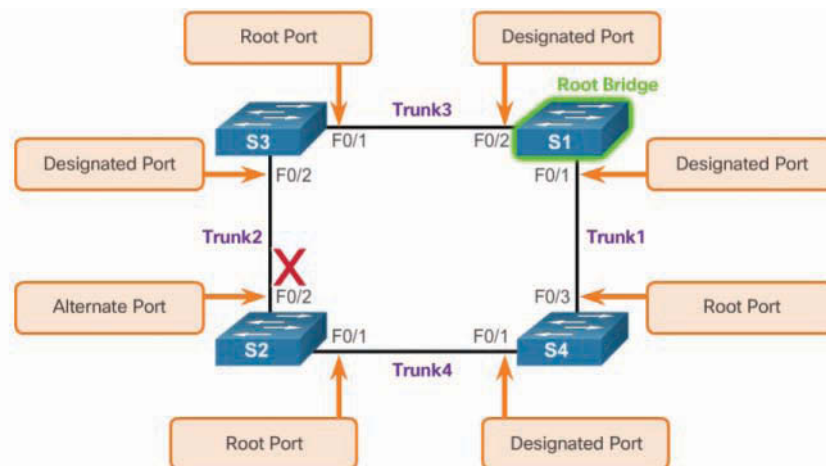 Root Port
Designated Port
Root Bridge
Trunk3
S3
F0/1
F0/2
S1
Designated Port
F0/2
F0/1
Designated Port
Trunk2
Trunk1
X
Alternate Port
F0/2
F0/3
Root Port
S2
F0/1
F0/1
S4
Trunk4
Root Port
Designated Port